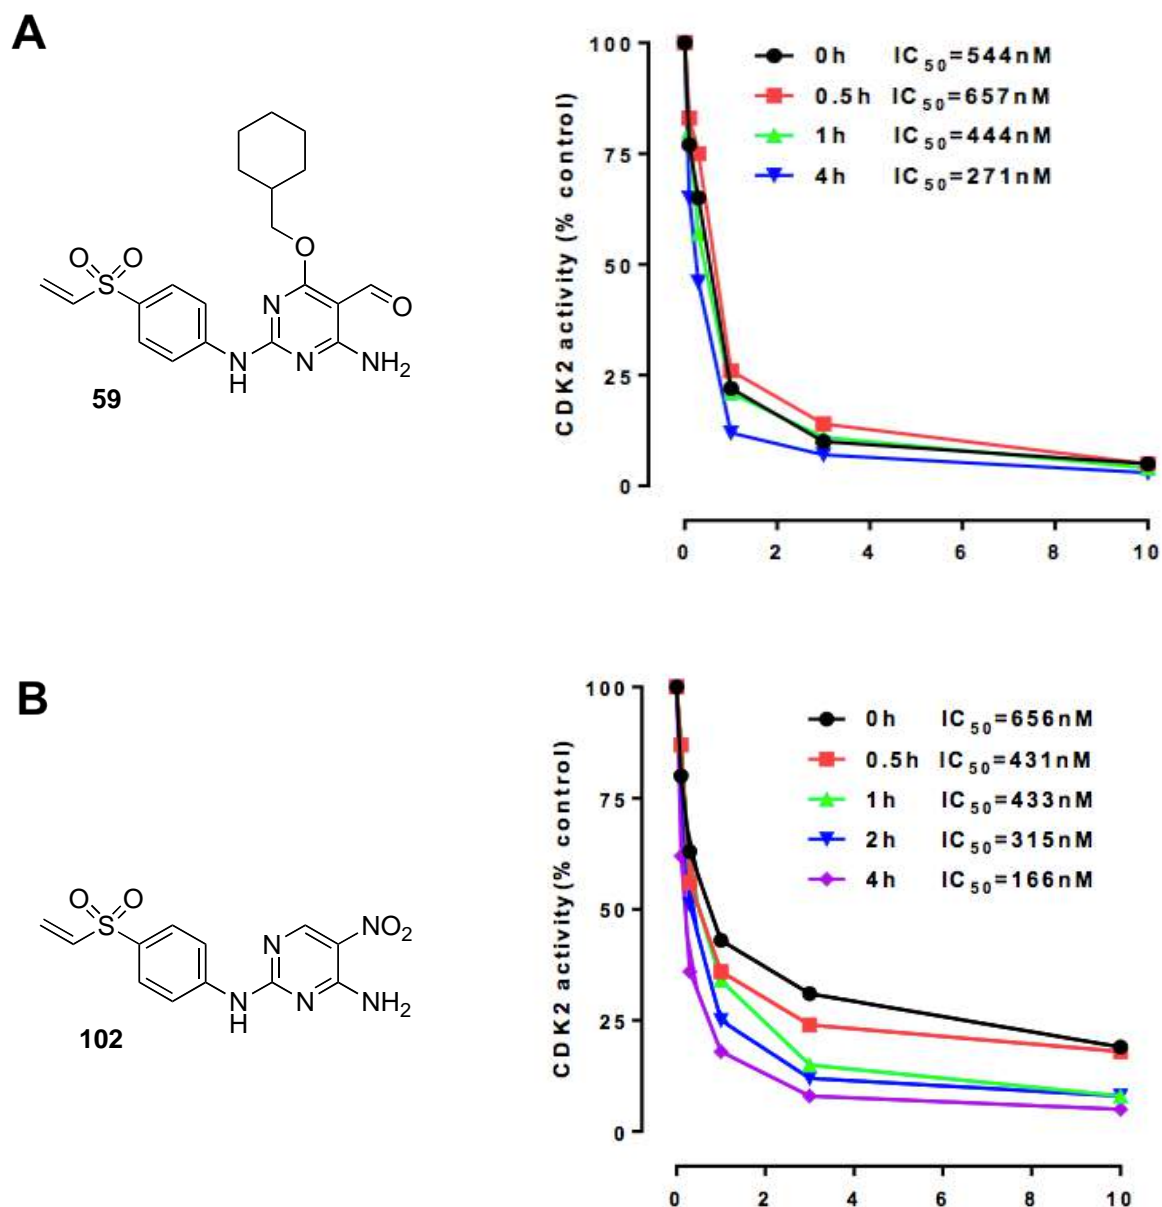 A
100
75
50
25
0
CDK2 activity (% control)
0h IC50=544nM
0.5h IC50=657nM
1h IC50=444nM
4h IC50=271nM
0 2 4 6 8 10
O
O O
S
N
O
N
H
N
NH2
59
B
100
75
50
25
0
CDK2 activity (% control)
0h IC50=656nM
0.5h IC50=431nM
1h IC50=433nM
2h IC50=315nM
4h IC50=166nM
0 2 4 6 8 10
O O
S
N
NO2
N
H
N
NH2
102